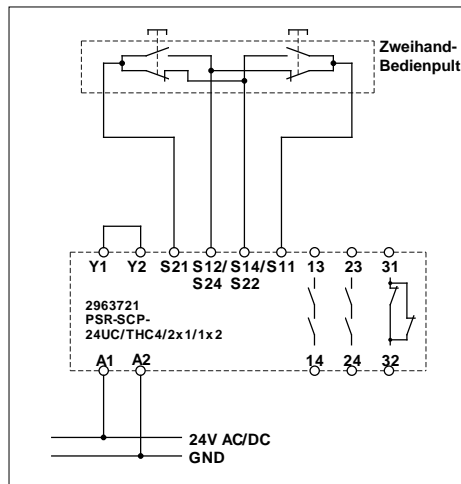 Zweihand-
Bedienpult
Y1 Y2 S21 S12/ S14/ S11 13 23 31
S24 S22
2963721
PSR-SCP-
24UC/THC4/2x1/1x2
A1 A2 14 24 32
24V AC/DC
GND